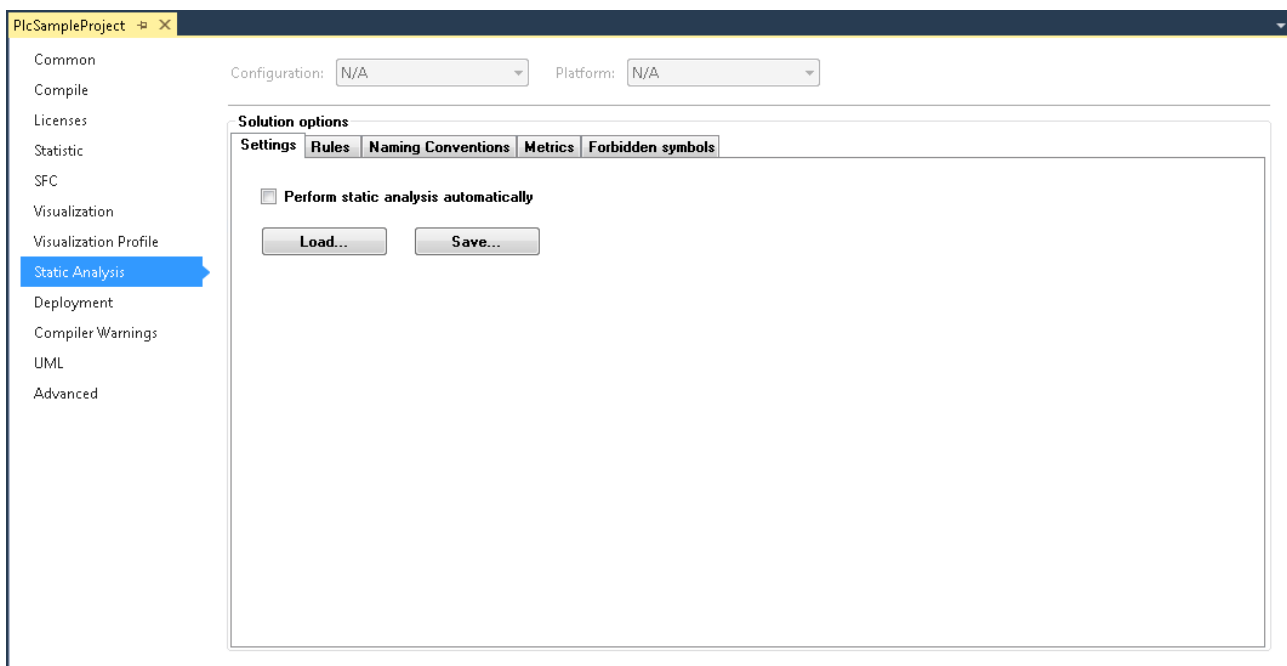 PlcSampleProject
Common
Compile
Licenses
Statistic
SFC
Visualization
Visualization Profile
Static Analysis
Deployment
Compiler Warnings
UML
Advanced
Configuration: N/A Platform: N/A
Solution options
Settings Rules Naming Conventions Metrics Forbidden symbols
Perform static analysis automatically
Load... Save...